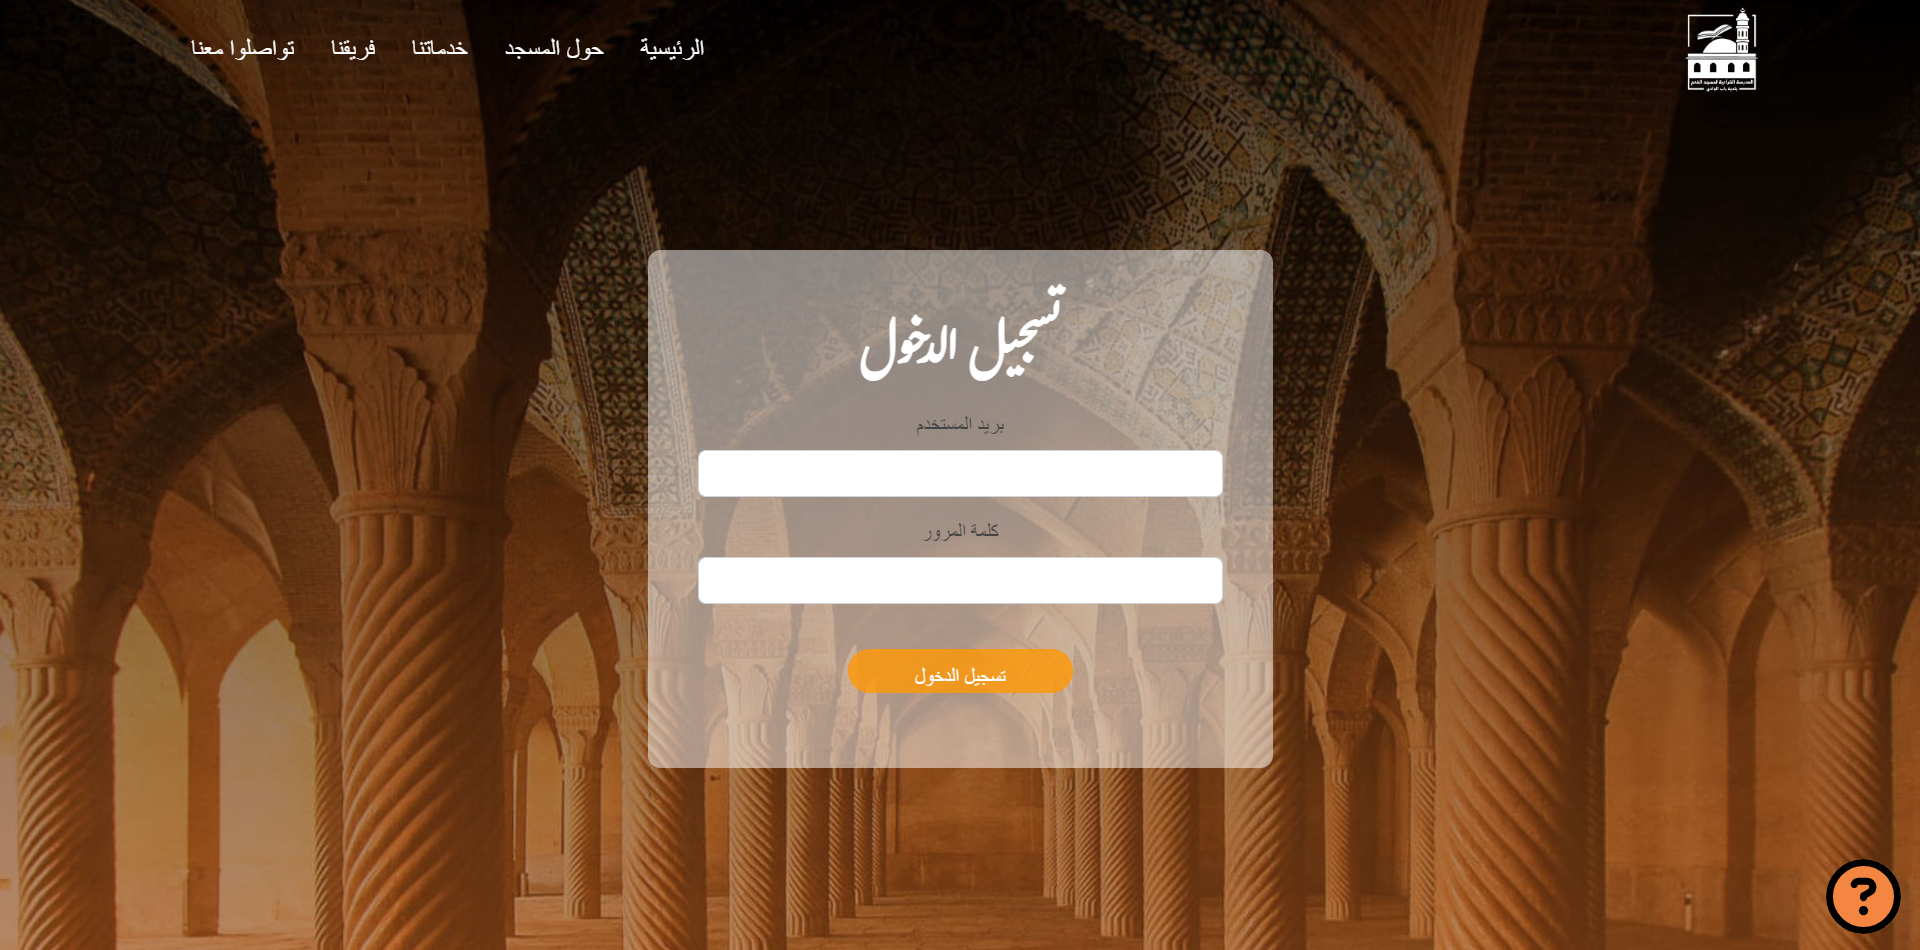 الرئيسية
حول المسجد
خدماتنا
فريقنا
تواصلوا معنا
تسجيل الدخول
بريد المستخدم
كلمة المرور
تسجيل الدخول
?